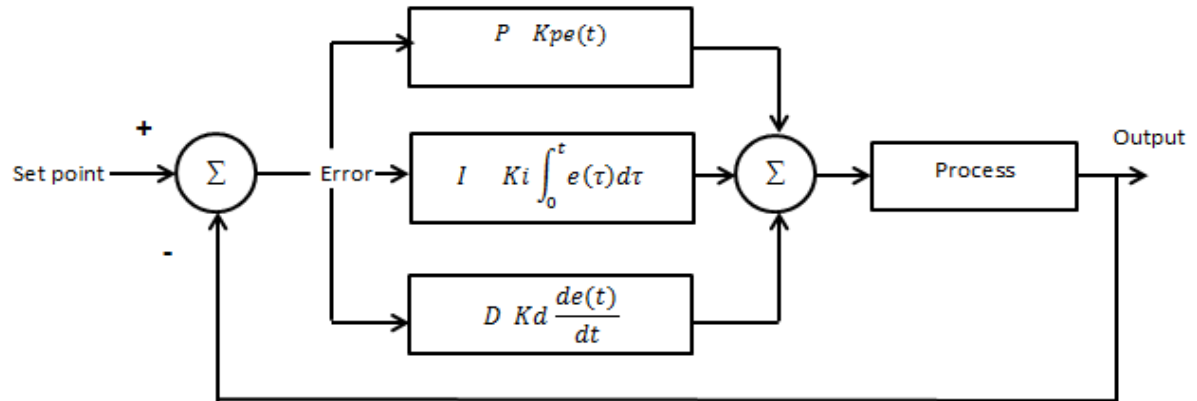 P Kpe(t)
+
Output
Set point
Σ
Error
I Ki ∫₀ᵗ e(τ)dτ
Σ
Process
-
D Kd de(t)/dt